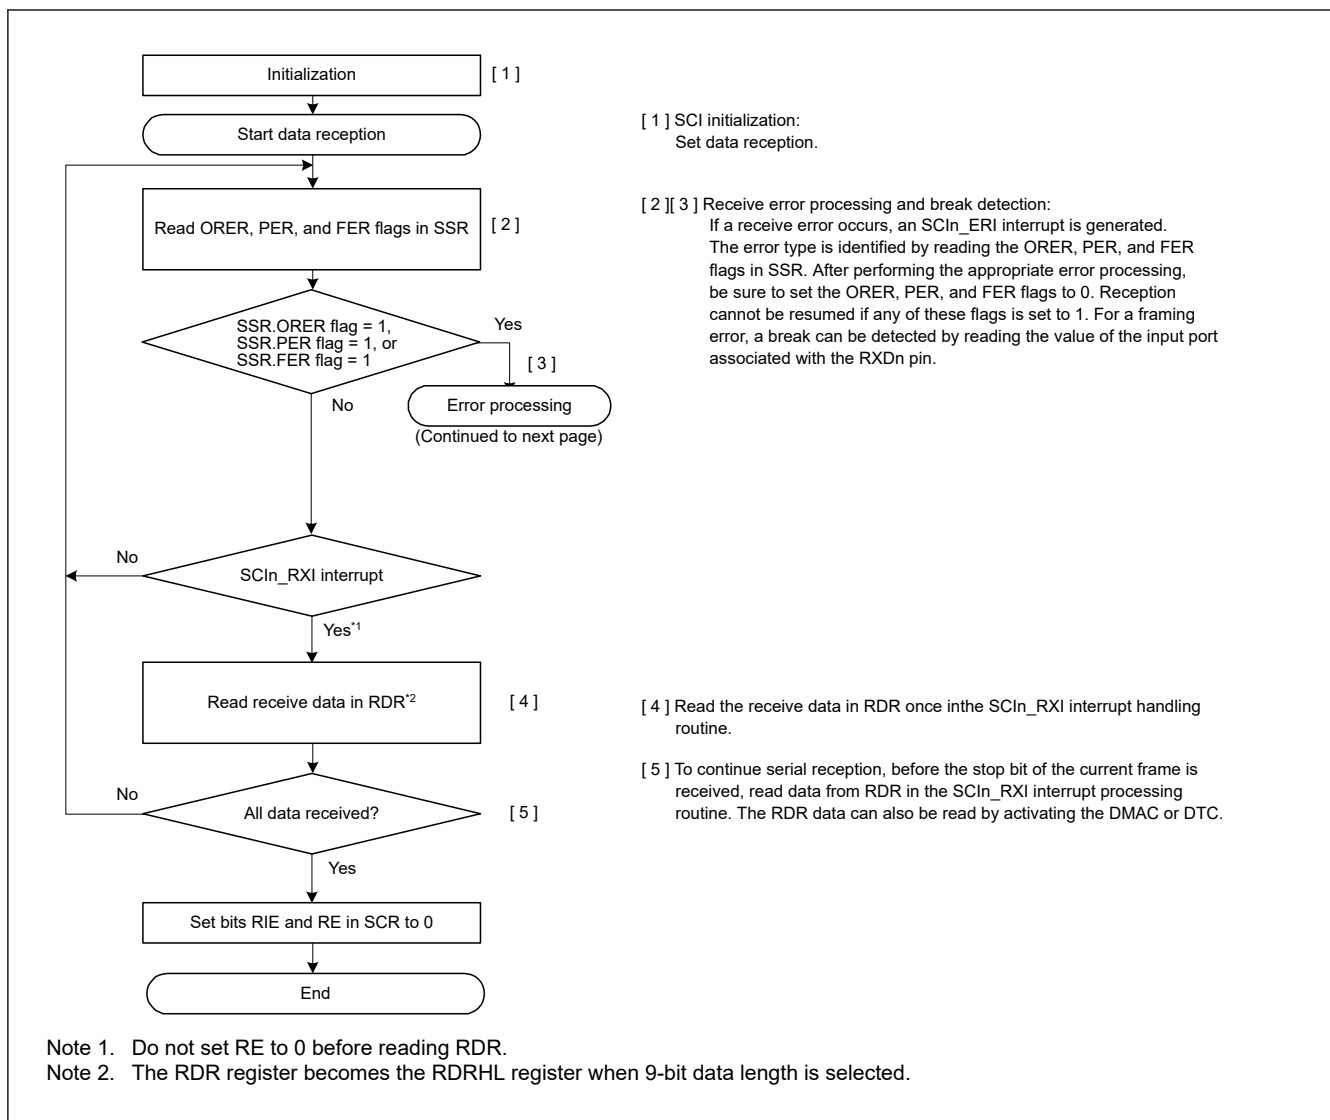 Initialization
[ 1 ]
Start data reception
[ 1 ] SCI initialization:
Set data reception.
Read ORER, PER, and FER flags in SSR
[ 2 ]
[ 2 ][ 3 ] Receive error processing and break detection:
If a receive error occurs, an SCIn_ERI interrupt is generated.
The error type is identified by reading the ORER, PER, and FER
flags in SSR. After performing the appropriate error processing,
be sure to set the ORER, PER, and FER flags to 0. Reception
cannot be resumed if any of these flags is set to 1. For a framing
error, a break can be detected by reading the value of the input port
associated with the RXDn pin.
SSR.ORER flag = 1,
SSR.PER flag = 1, or
SSR.FER flag = 1
Yes
[ 3 ]
No
Error processing
(Continued to next page)
No
SCIn_RXI interrupt
Yes*1
Read receive data in RDR*2
[ 4 ]
[ 4 ] Read the receive data in RDR once inthe SCIn_RXI interrupt handling
routine.
No
All data received?
[ 5 ]
[ 5 ] To continue serial reception, before the stop bit of the current frame is
received, read data from RDR in the SCIn_RXI interrupt processing
routine. The RDR data can also be read by activating the DMAC or DTC.
Yes
Set bits RIE and RE in SCR to 0
End
Note 1. Do not set RE to 0 before reading RDR.
Note 2. The RDR register becomes the RDRHL register when 9-bit data length is selected.